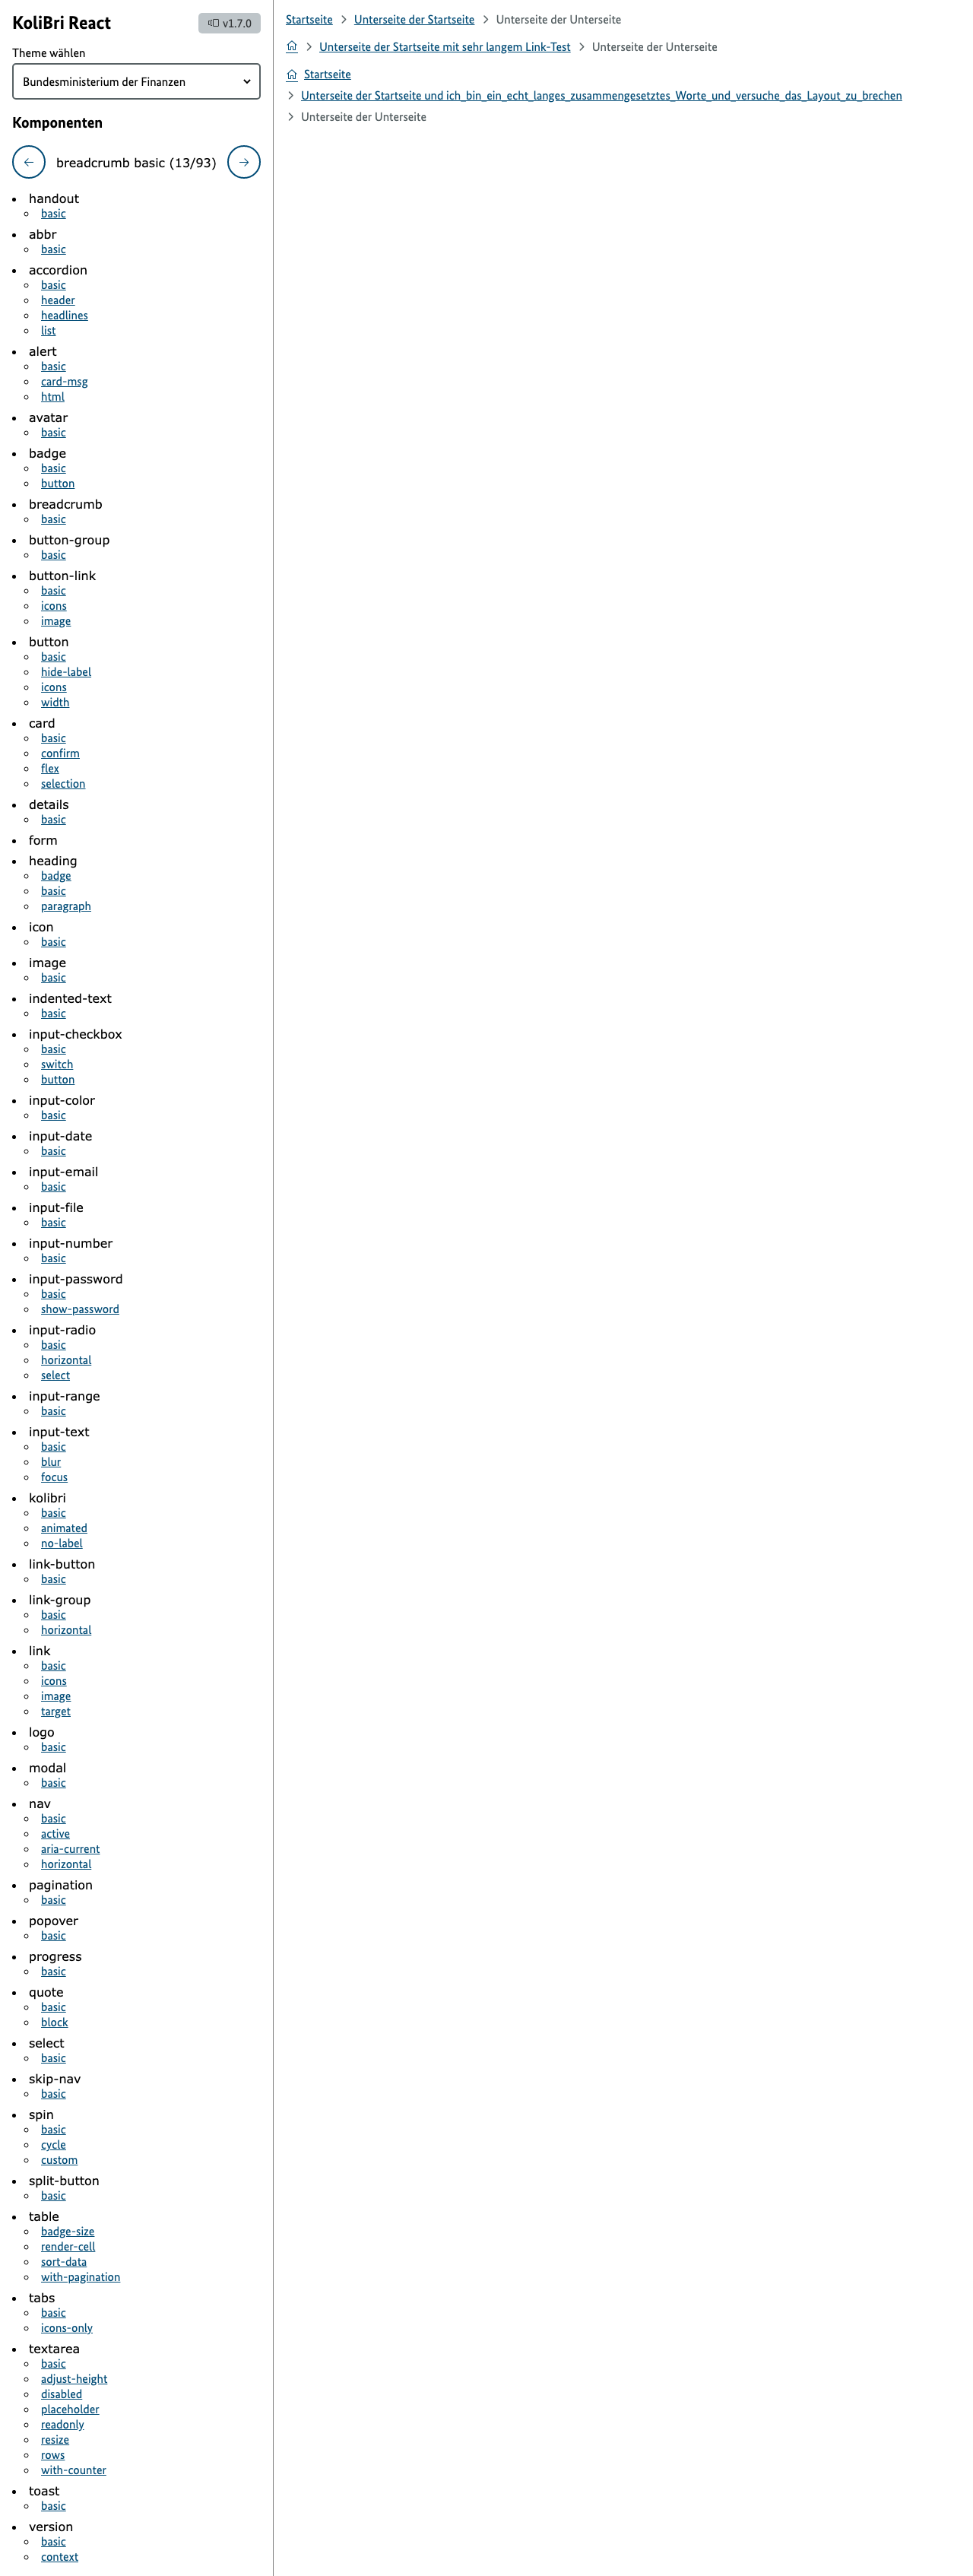 KoliBri React
v1.7.0
Theme wählen
Bundesministerium der Finanzen
Komponenten
breadcrumb basic (13/93)
handout
basic
abbr
basic
accordion
basic
header
headlines
list
alert
basic
card-msg
html
avatar
basic
badge
basic
button
breadcrumb
basic
button-group
basic
button-link
basic
icons
image
button
basic
hide-label
icons
width
card
basic
confirm
flex
selection
details
basic
form
heading
badge
basic
paragraph
icon
basic
image
basic
indented-text
basic
input-checkbox
basic
switch
button
input-color
basic
input-date
basic
input-email
basic
input-file
basic
input-number
basic
input-password
basic
show-password
input-radio
basic
horizontal
select
input-range
basic
input-text
basic
blur
focus
kolibri
basic
animated
no-label
link-button
basic
link-group
basic
horizontal
link
basic
icons
image
target
logo
basic
modal
basic
nav
basic
active
aria-current
horizontal
pagination
basic
popover
basic
progress
basic
quote
basic
block
select
basic
skip-nav
basic
spin
basic
cycle
custom
split-button
basic
table
badge-size
render-cell
sort-data
with-pagination
tabs
basic
icons-only
textarea
basic
adjust-height
disabled
placeholder
readonly
resize
rows
with-counter
toast
basic
version
basic
context
Startseite Unterseite der Startseite Unterseite der Unterseite
Unterseite der Startseite mit sehr langem Link-Test Unterseite der Unterseite
Startseite
Unterseite der Startseite und ich_bin_ein_echt_langes_zusammengesetztes_Worte_und_versuche_das_Layout_zu_brechen
Unterseite der Unterseite